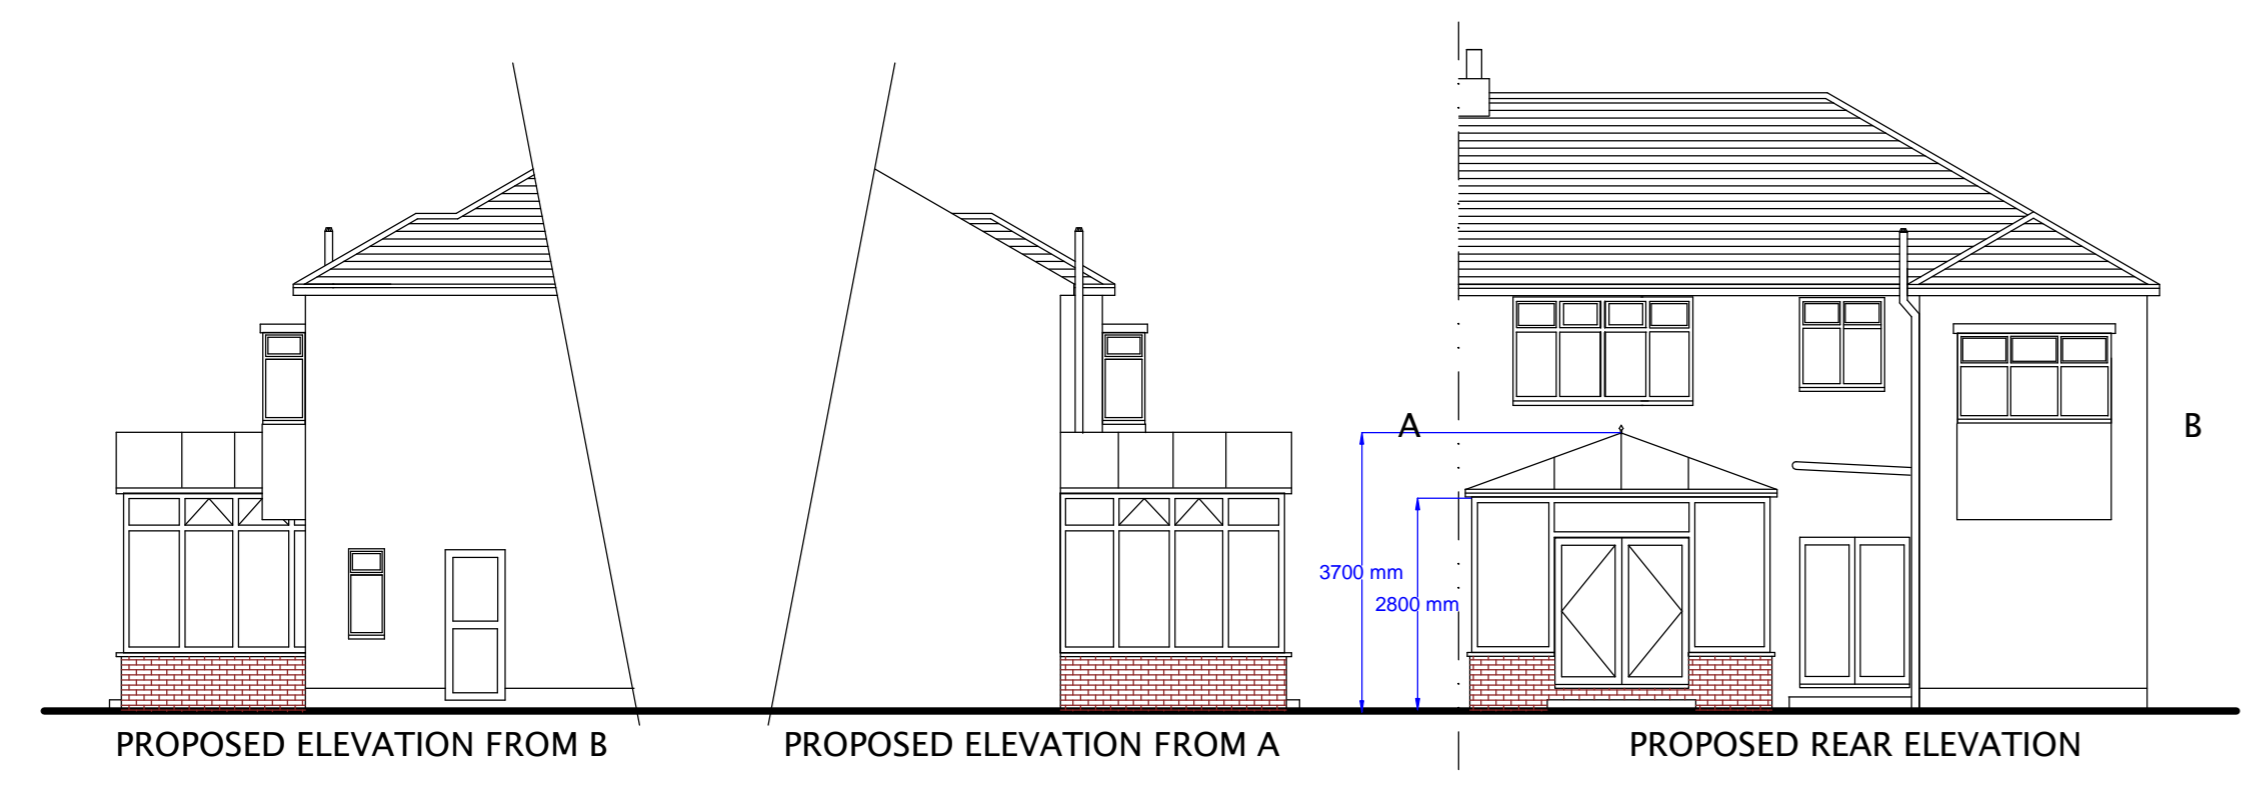 A
B
3700 mm
2800 mm
PROPOSED ELEVATION FROM B
PROPOSED ELEVATION FROM A
PROPOSED REAR ELEVATION